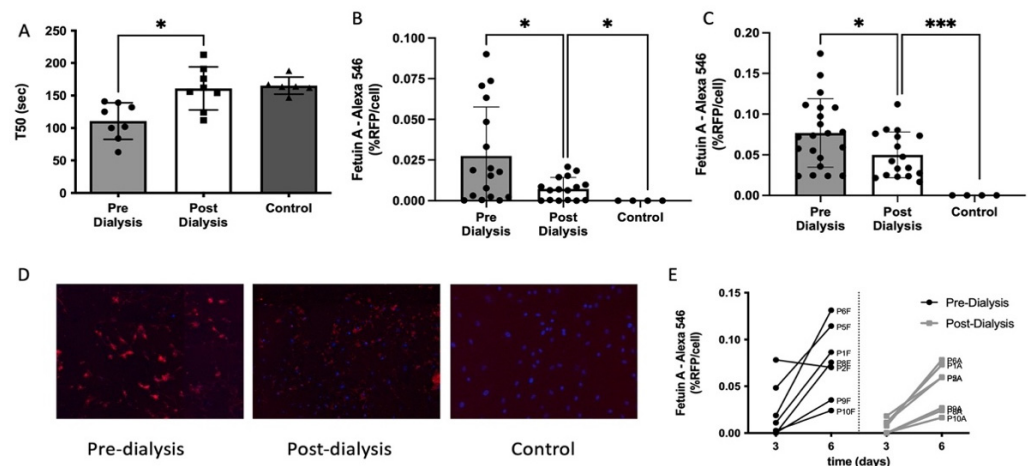 A
T50 (sec)
250
200
150
100
50
0
*
Pre
Dialysis
Post
Dialysis
Control
B
Fetuin A - Alexa 546
(%RFP/cell)
0.100
0.075
0.050
0.025
0.000
*
*
Pre
Dialysis
Post
Dialysis
Control
C
Fetuin A - Alexa 546
(%RFP/cell)
0.20
0.15
0.10
0.05
0.00
*
***
Pre
Dialysis
Post
Dialysis
Control
D
Pre-dialysis
Post-dialysis
Control
E
Fetuin A - Alexa 546
(%RFP/cell)
0.15
0.10
0.05
0.00
P6F
P5F
P1F
P2F
P9F
P10F
P1A
P10A
3
6
3
6
time (days)
Pre-Dialysis
Post-Dialysis